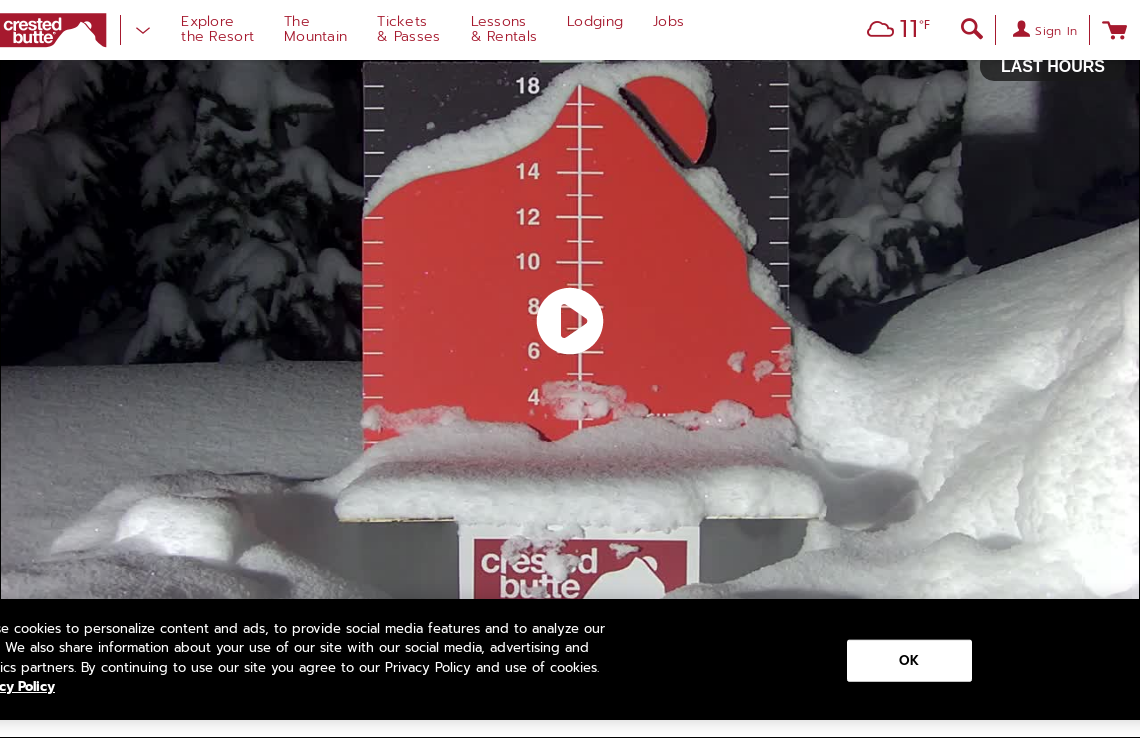 crested
butte
Explore
the Resort
The
Mountain
Tickets
& Passes
Lessons
& Rentals
Lodging
Jobs
11°F
Sign In
LAST HOURS
18
14
12
10
8
6
4
crested
butte
cookies to personalize content and ads, to provide social media features and to analyze our
We also share information about your use of our site with our social media, advertising and
partners. By continuing to use our site you agree to our Privacy Policy and use of cookies.
Policy
OK